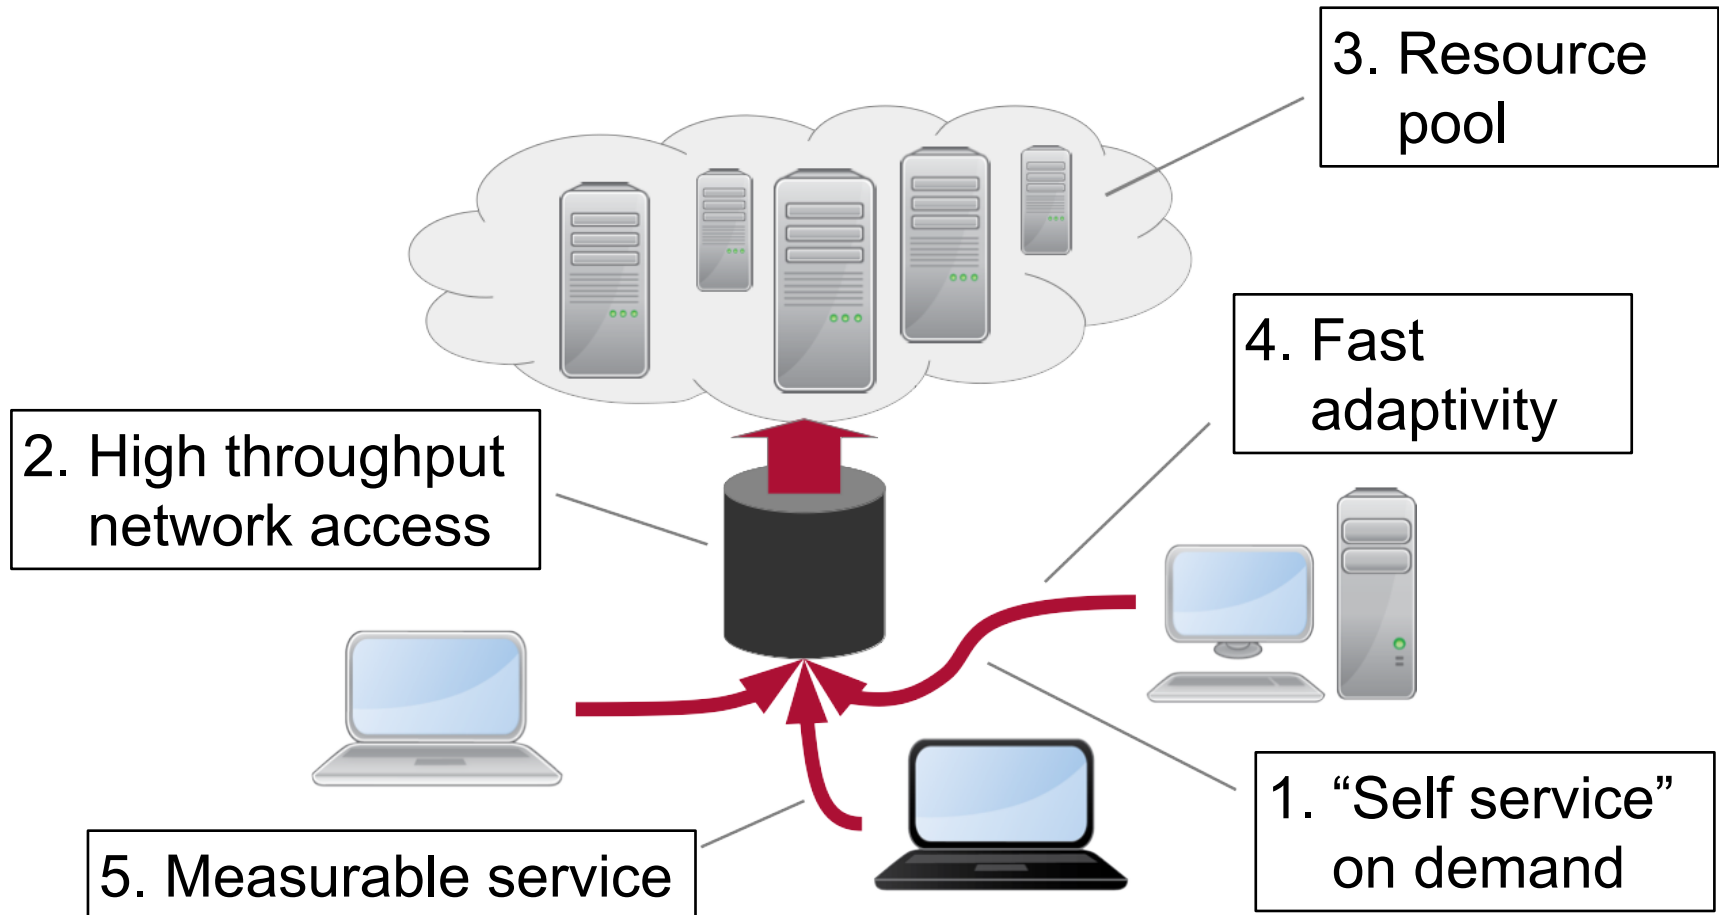 3. Resource
pool
4. Fast
adaptivity
2. High throughput
network access
1. “Self service”
on demand
5. Measurable service